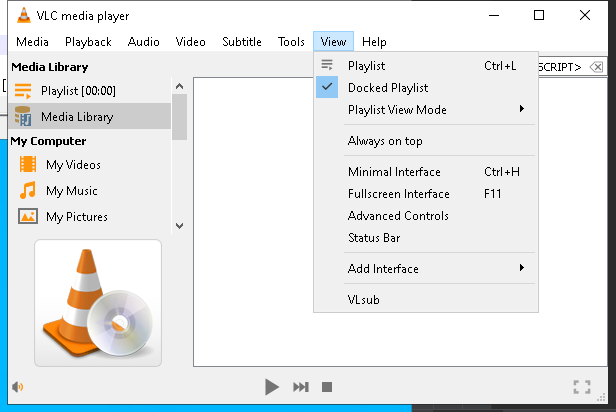 VLC media player
Media Playback Audio Video Subtitle Tools View Help
Media Library
Playlist [00:00]
Media Library
My Computer
My Videos
My Music
My Pictures
SCRIPT>
Playlist Ctrl+L
Docked Playlist
Playlist View Mode
Always on top
Minimal Interface Ctrl+H
Fullscreen Interface F11
Advanced Controls
Status Bar
Add Interface
VLsub